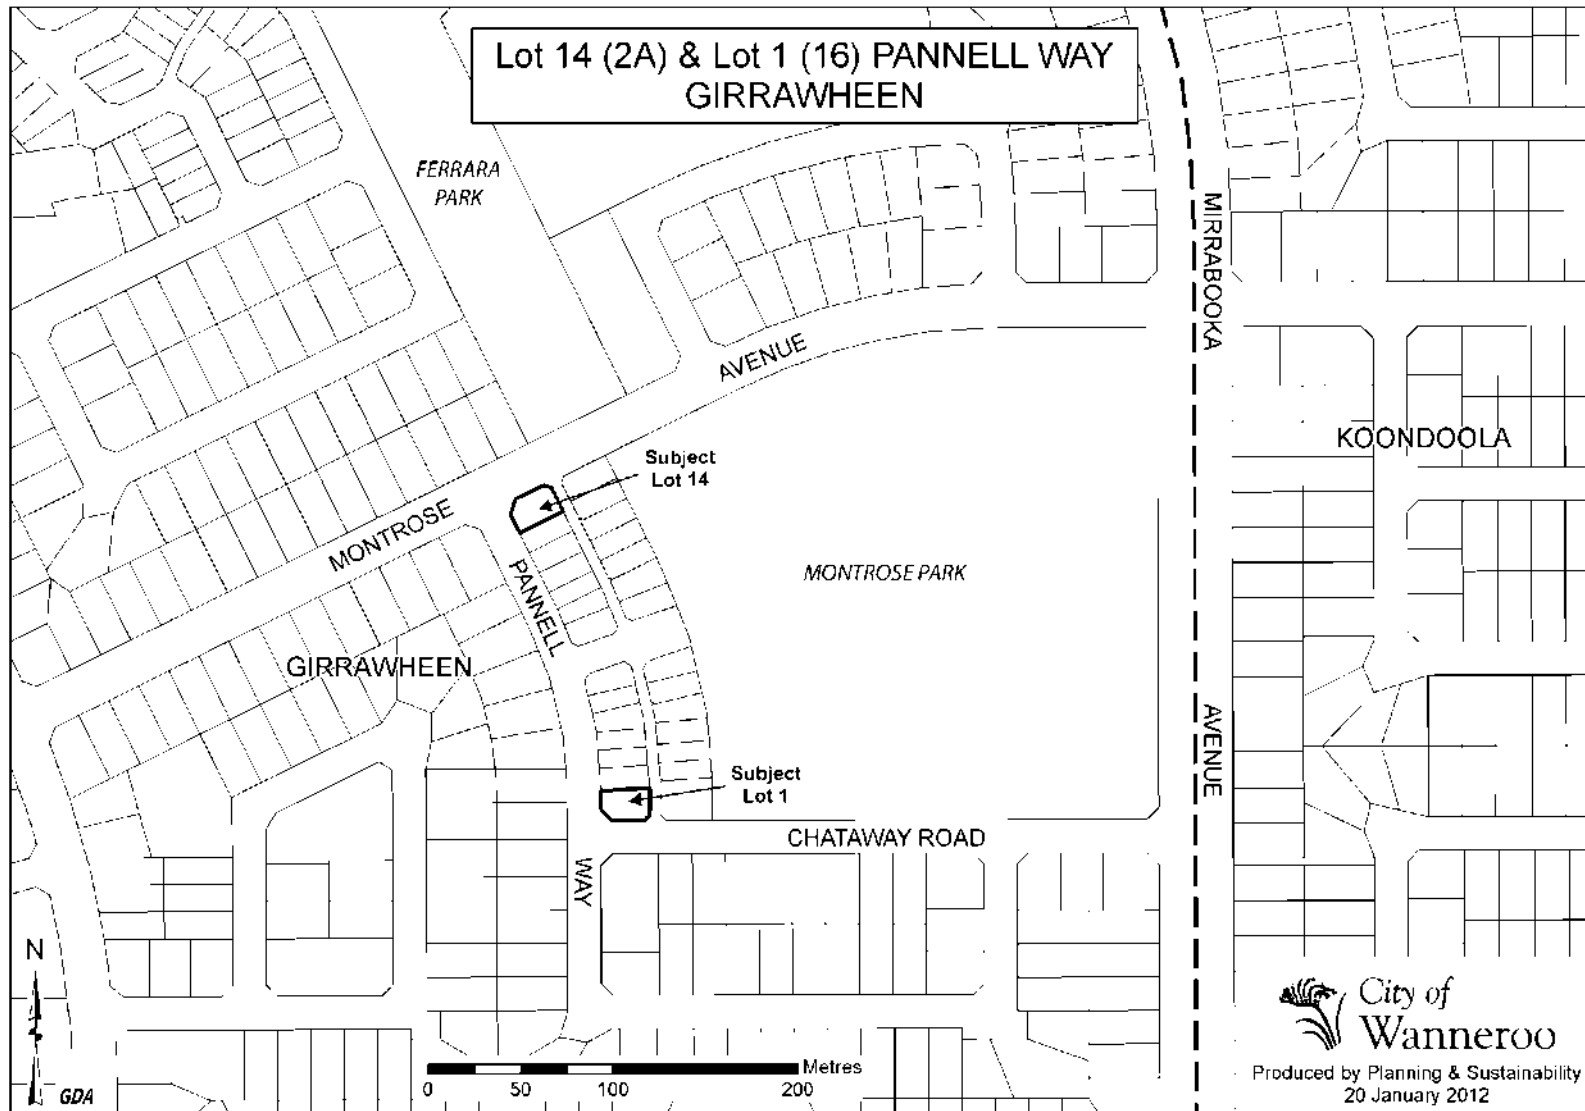 Lot 14 (2A) & Lot 1 (16) PANNELL WAY
GIRRAWHEEN
FERRARA
PARK
MIRRABOOKA
AVENUE
KOONDOOLA
Subject
Lot 14
MONTROSE
PANNELL
MONTROSE PARK
GIRRAWHEEN
AVENUE
Subject
Lot 1
CHATAWAY ROAD
WAY
N
City of
Wanneroo
Metres
0 50 100 200
GDA
Produced by Planning & Sustainability
20 January 2012